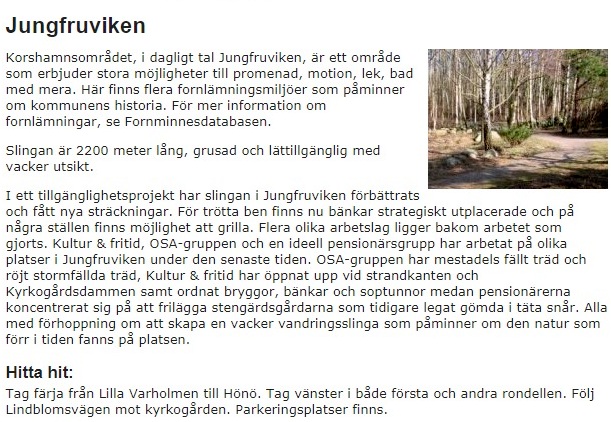 Jungfruviken
Korshamnsområdet, i dagligt tal Jungfruviken, är ett område
som erbjuder stora möjligheter till promenad, motion, lek, bad
med mera. Här finns flera fornlämningsmiljöer som påminner
om kommunens historia. För mer information om
fornlämningar, se Fornminnesdatabasen.
Slingan är 2200 meter lång, grusad och lättillgänglig med
vacker utsikt.
I ett tillgänglighetsprojekt har slingan i Jungfruviken förbättrats
och fått nya sträckningar. För trötta ben finns nu bänkar strategiskt utplacerade och på
några ställen finns möjlighet att grilla. Flera olika arbetslag ligger bakom arbetet som
gjorts. Kultur & fritid, OSA-gruppen och en ideell pensionärsgrupp har arbetat på olika
platser i Jungfruviken under den senaste tiden. OSA-gruppen har mestadels fällt träd och
röjt stormfällda träd, Kultur & fritid har öppnat upp vid strandkanten och
Kyrkogårdsdammen samt ordnat bryggor, bänkar och soptunnor medan pensionärerna
koncentrerat sig på att frilägga stengärdsgårdarna som tidigare legat gömda i täta snår. Alla
med förhoppning om att skapa en vacker vandringsslinga som påminner om den natur som
förr i tiden fanns på platsen.
Hitta hit:
Tag färja från Lilla Varholmen till Hönö. Tag vänster i både första och andra rondellen. Följ
Lindblomsvägen mot kyrkogården. Parkeringsplatser finns.